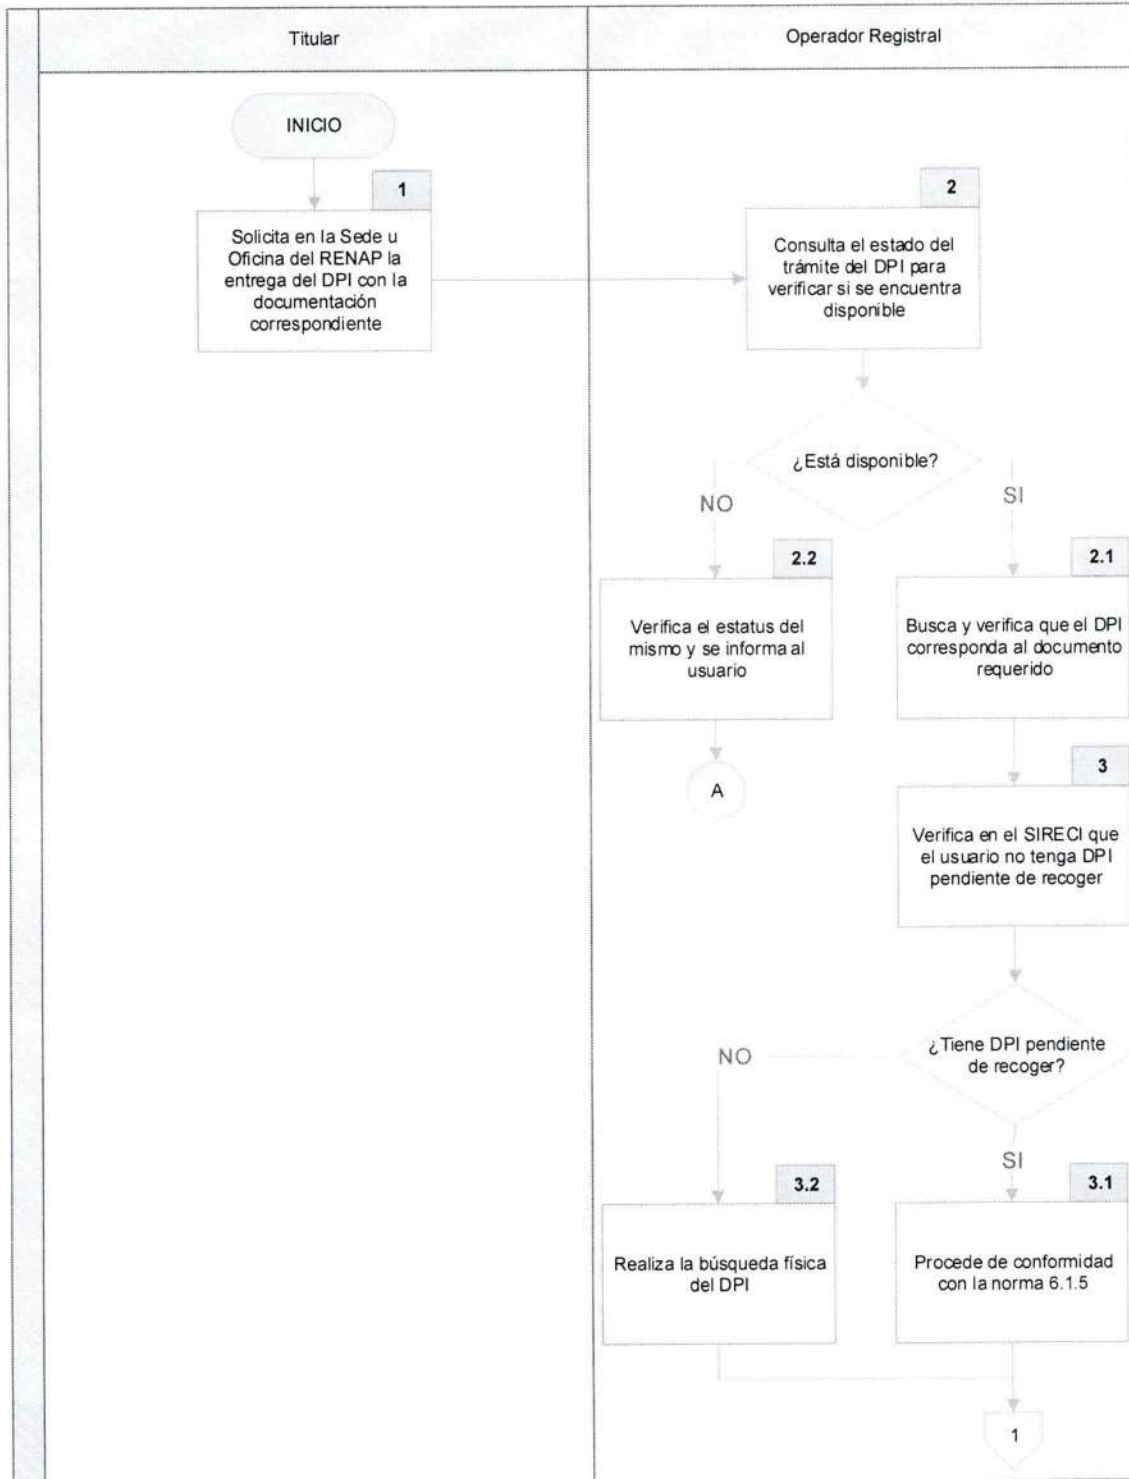 Titular
Operador Registral
INICIO
1
Solicita en la Sede u
Oficina del RENAP la
entrega del DPI con la
documentación
correspondiente
2
Consulta el estado del
trámite del DPI para
verificar si se encuentra
disponible
¿Está disponible?
NO
SI
2.2
Verifica el estatus del
mismo y se informa al
usuario
A
2.1
Busca y verifica que el DPI
corresponda al documento
requerido
3
Verifica en el SIRECI que
el usuario no tenga DPI
pendiente de recoger
¿Tiene DPI pendiente
de recoger?
NO
SI
3.2
Realiza la búsqueda física
del DPI
3.1
Procede de conformidad
con la norma 6.1.5
1